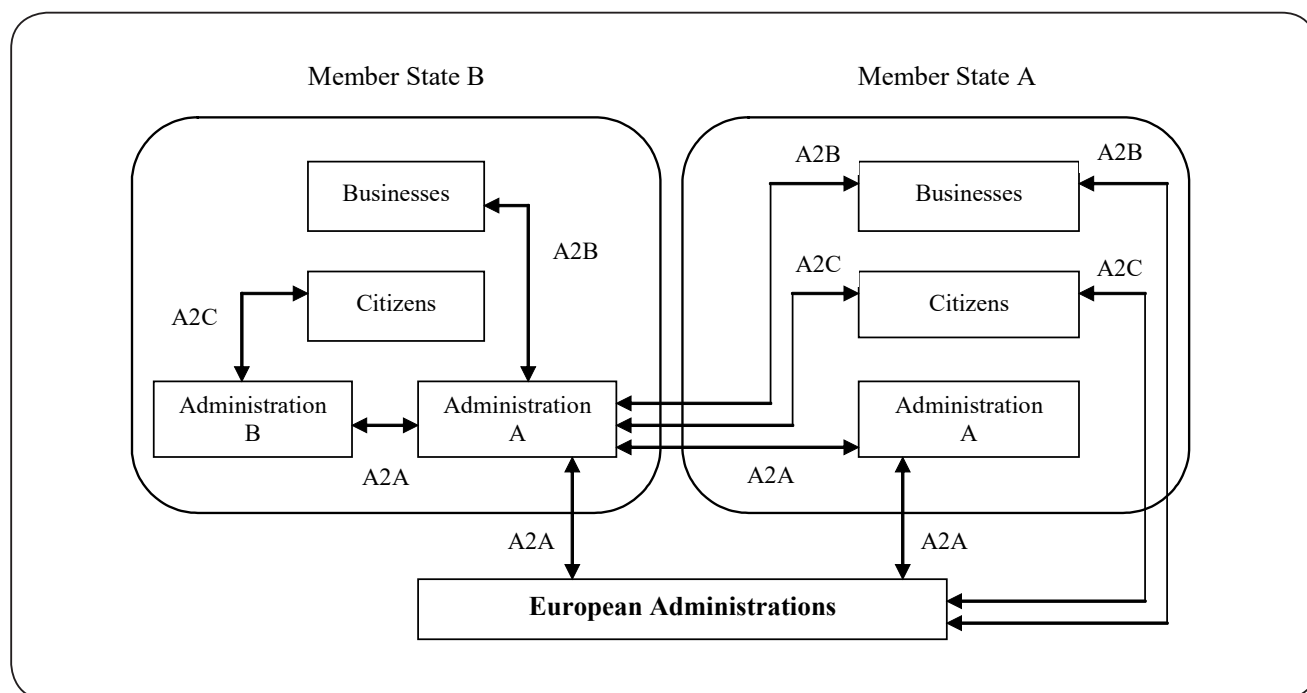 Member State B
Member State A
A2B
A2B
Businesses
Businesses
A2B
A2C
A2C
Citizens
Citizens
A2C
Administration
B
Administration
A
Administration
A
A2A
A2A
A2A
A2A
European Administrations